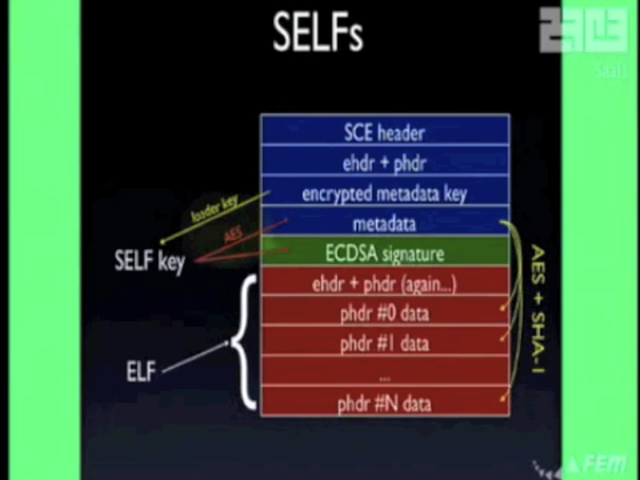 SELFs
Saal1
SCE header
ehdr + phdr
encrypted metadata key
loader key
metadata
AES
SELF key
ECDSA signature
ehdr + phdr (again...)
phdr #0 data
AES + SHA-1
phdr #1 data
ELF
...
phdr #N data
FEM